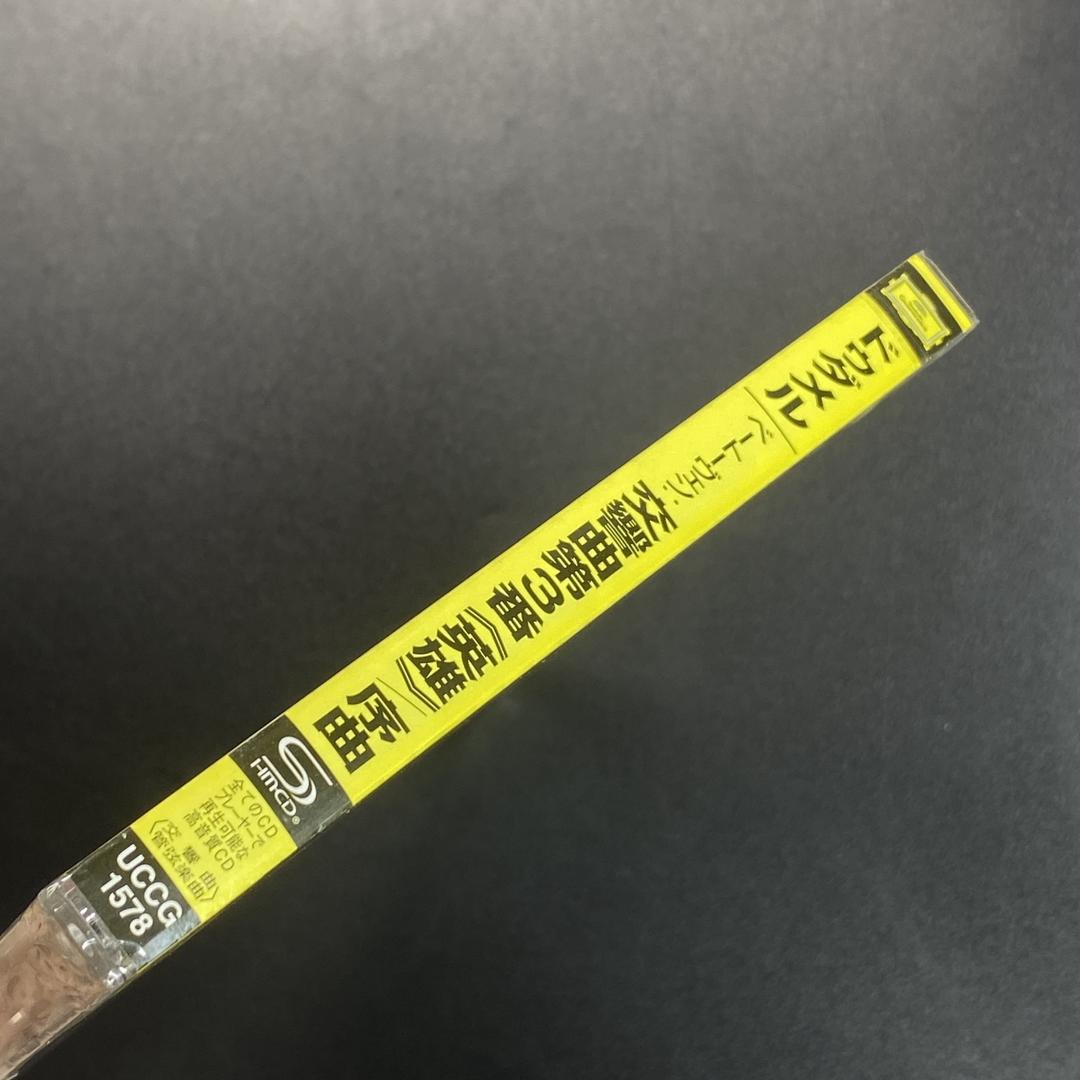 ドゥダメル
ベートーヴェン:
交響曲第3番《英雄》/序曲
SHM-CD®
全てのCD
プレーヤーで
再生可能な
高音質CD
〈交響曲〉
〈管弦楽曲〉
UCCG
1578